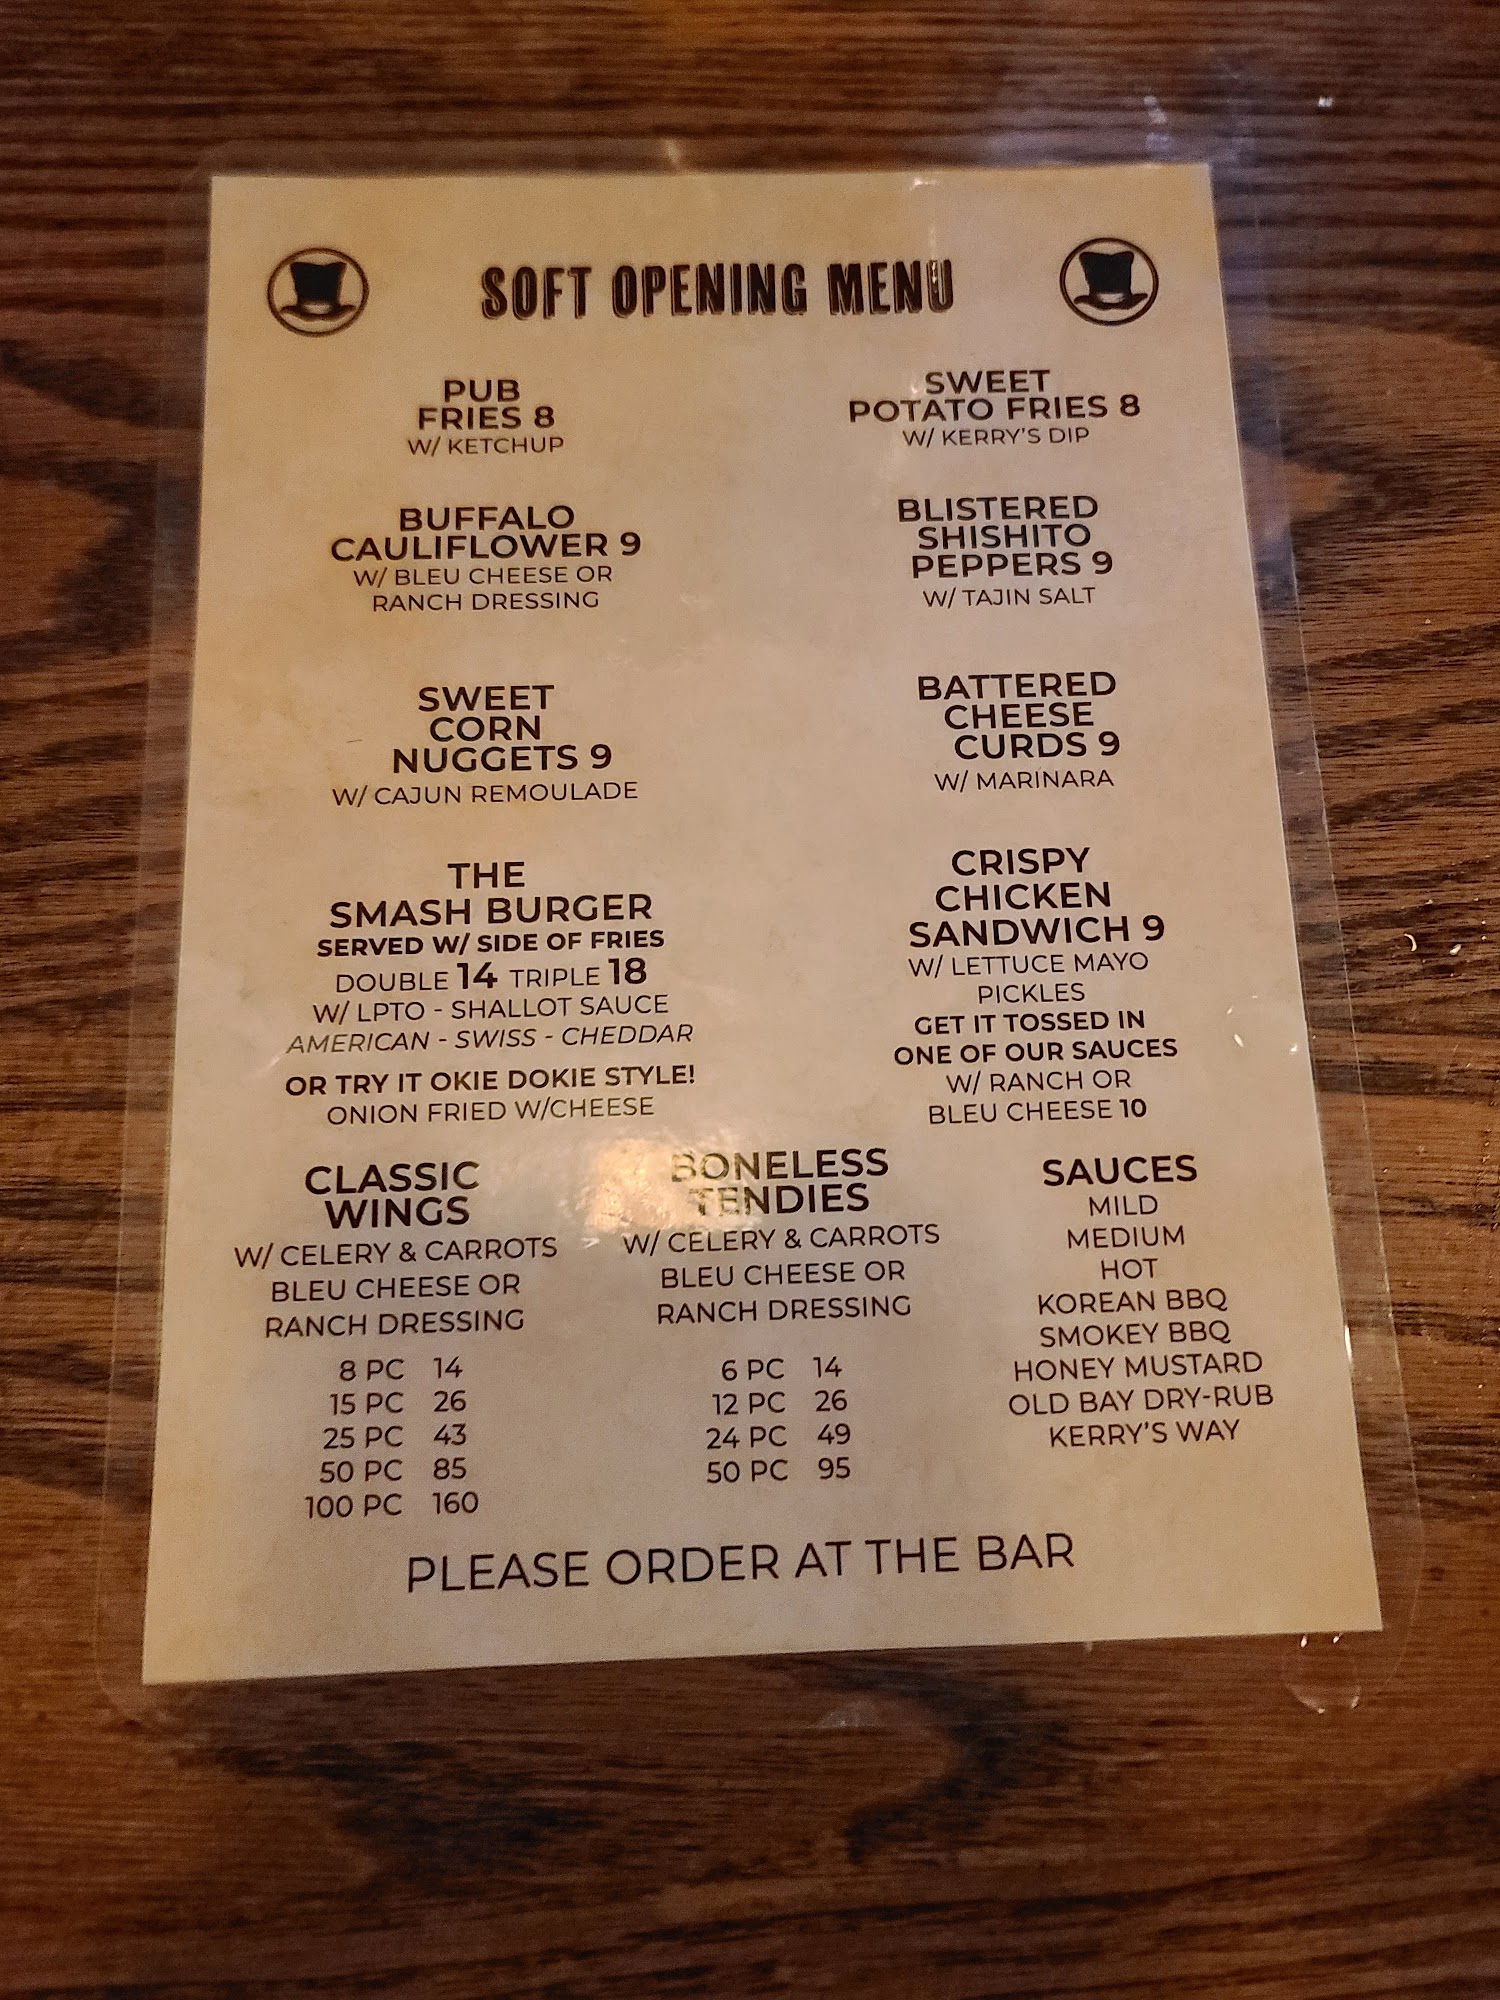 SOFT OPENING MENU
PUB
FRIES 8
W/ KETCHUP
SWEET
POTATO FRIES 8
W/ KERRY'S DIP
BUFFALO
CAULIFLOWER 9
W/ BLEU CHEESE OR
RANCH DRESSING
BLISTERED
SHISHITO
PEPPERS 9
W/ TAJIN SALT
SWEET
CORN
NUGGETS 9
W/ CAJUN REMOULADE
BATTERED
CHEESE
CURDS 9
W/ MARINARA
THE
SMASH BURGER
SERVED W/ SIDE OF FRIES
DOUBLE 14 TRIPLE 18
W/ LPTO - SHALLOT SAUCE
AMERICAN - SWISS - CHEDDAR
OR TRY IT OKIE DOKIE STYLE!
ONION FRIED W/CHEESE
CRISPY
CHICKEN
SANDWICH 9
W/ LETTUCE MAYO
PICKLES
GET IT TOSSED IN
ONE OF OUR SAUCES
W/ RANCH OR
BLEU CHEESE 10
CLASSIC
WINGS
W/ CELERY & CARROTS
BLEU CHEESE OR
RANCH DRESSING
8 PC 14
15 PC 26
25 PC 43
50 PC 85
100 PC 160
BONELESS
TENDIES
W/ CELERY & CARROTS
BLEU CHEESE OR
RANCH DRESSING
6 PC 14
12 PC 26
24 PC 49
50 PC 95
SAUCES
MILD
MEDIUM
HOT
KOREAN BBQ
SMOKEY BBQ
HONEY MUSTARD
OLD BAY DRY-RUB
KERRY'S WAY
PLEASE ORDER AT THE BAR